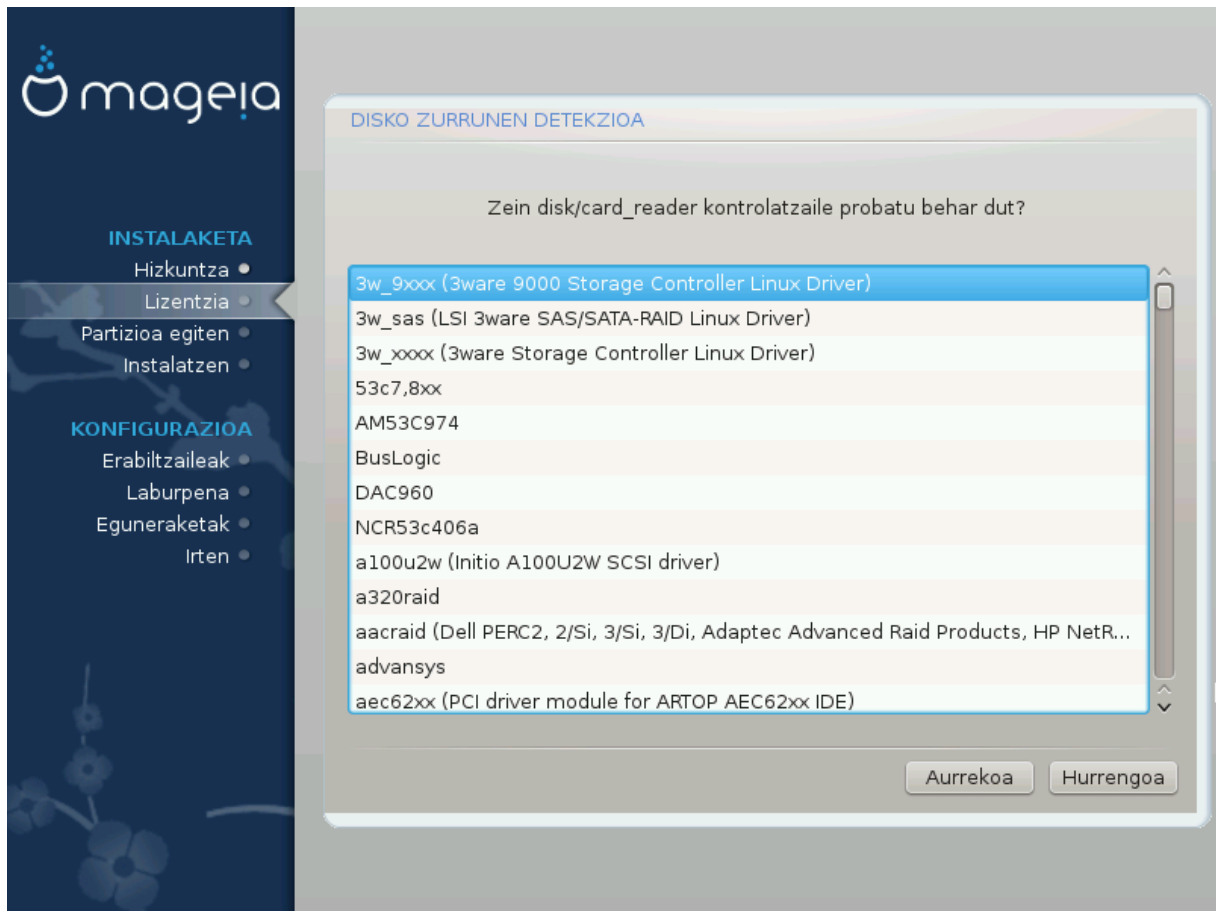 mageia
INSTALAKETA
Hizkuntza
Lizentzia
Partizioa egiten
Instalatzen
KONFIGURAZIOA
Erabiltzaileak
Laburpena
Eguneraketak
Irten
DISKO ZURRUNEN DETEKZIOA
Zein disk/card_reader kontrolatzaile probatu behar dut?
3w_9xxx (3ware 9000 Storage Controller Linux Driver)
3w_sas (LSI 3ware SAS/SATA-RAID Linux Driver)
3w_xxxx (3ware Storage Controller Linux Driver)
53c7,8xx
AM53C974
BusLogic
DAC960
NCR53c406a
a100u2w (Initio A100U2W SCSI driver)
a320raid
aacraid (Dell PERC2, 2/Si, 3/Si, 3/Di, Adaptec Advanced Raid Products, HP NetR...
advansys
aec62xx (PCI driver module for ARTOP AEC62xx IDE)
Aurrekoa
Hurrengoa